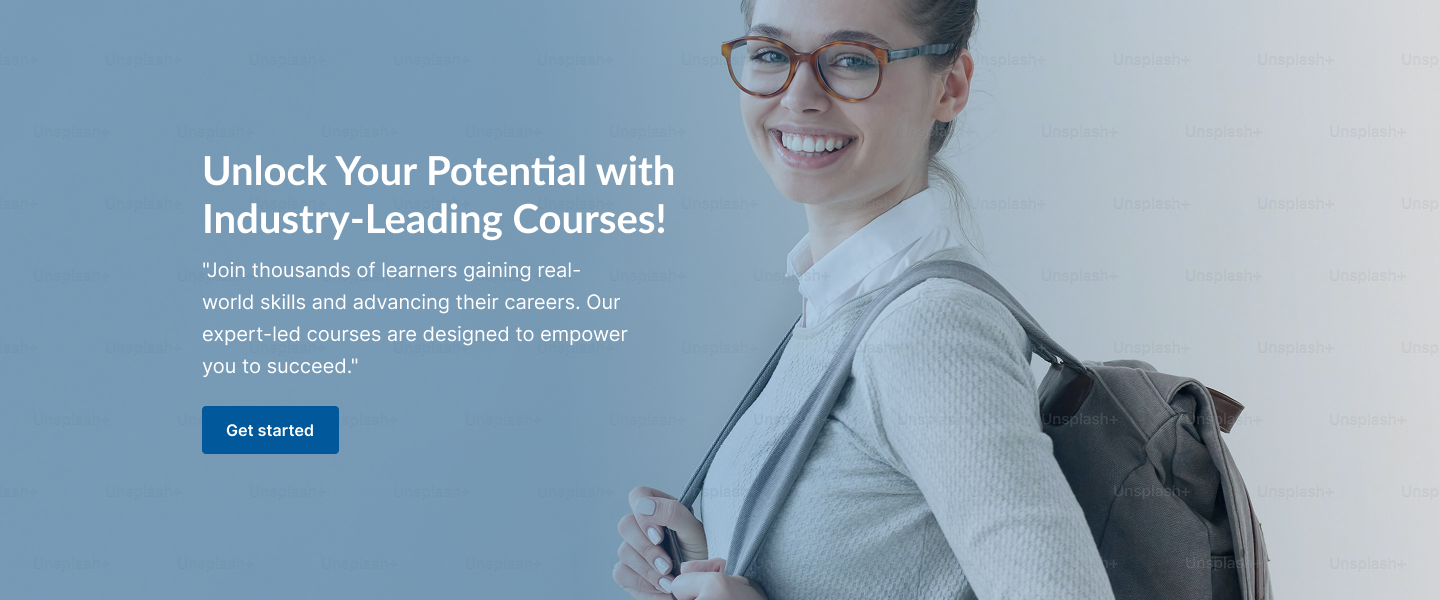 Unlock Your Potential with
Industry-Leading Courses!
"Join thousands of learners gaining real-
world skills and advancing their careers. Our
expert-led courses are designed to empower
you to succeed."
Get started
Unsplash+